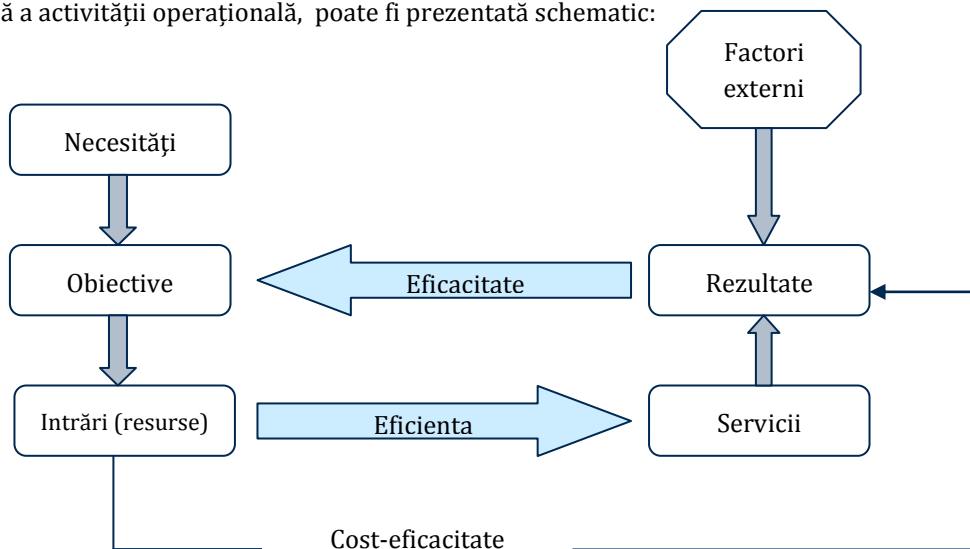 ă a activității operațională, poate fi prezentată schematic:
Factori
externi
Necesități
Obiective
Eficacitate
Rezultate
Intrări (resurse)
Eficienta
Servicii
Cost-eficacitate